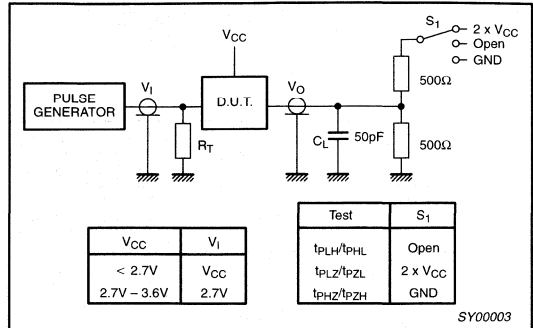 S1
2 x VCC
Open
GND
VCC
500Ω
PULSE
GENERATOR
VI
D.U.T.
VO
RT
CL 50pF
500Ω
VCC VI
< 2.7V VCC
2.7V – 3.6V 2.7V
Test S1
tPLH/tPHL Open
tPLZ/tPZL 2 x VCC
tPHZ/tPZH GND
SY00003